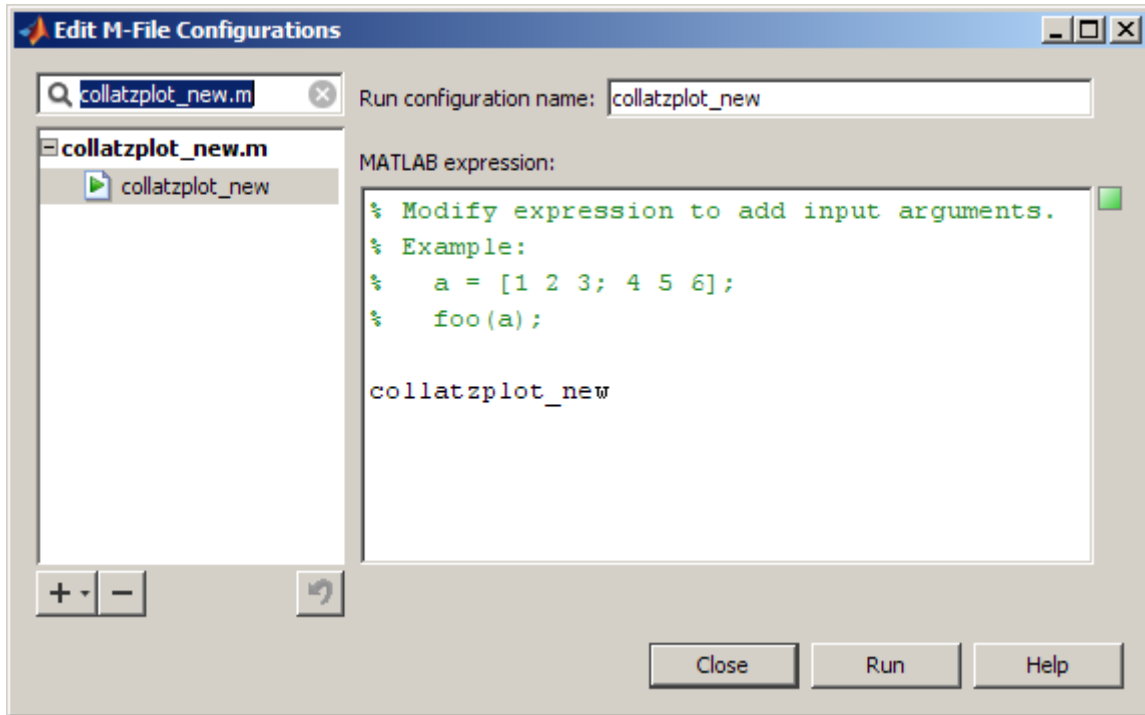 Edit M-File Configurations
collatzplot_new.m
Run configuration name: collatzplot_new
collatzplot_new.m
collatzplot_new
MATLAB expression:
% Modify expression to add input arguments.
% Example:
%   a = [1 2 3; 4 5 6];
%   foo(a);
collatzplot_new
Close
Run
Help